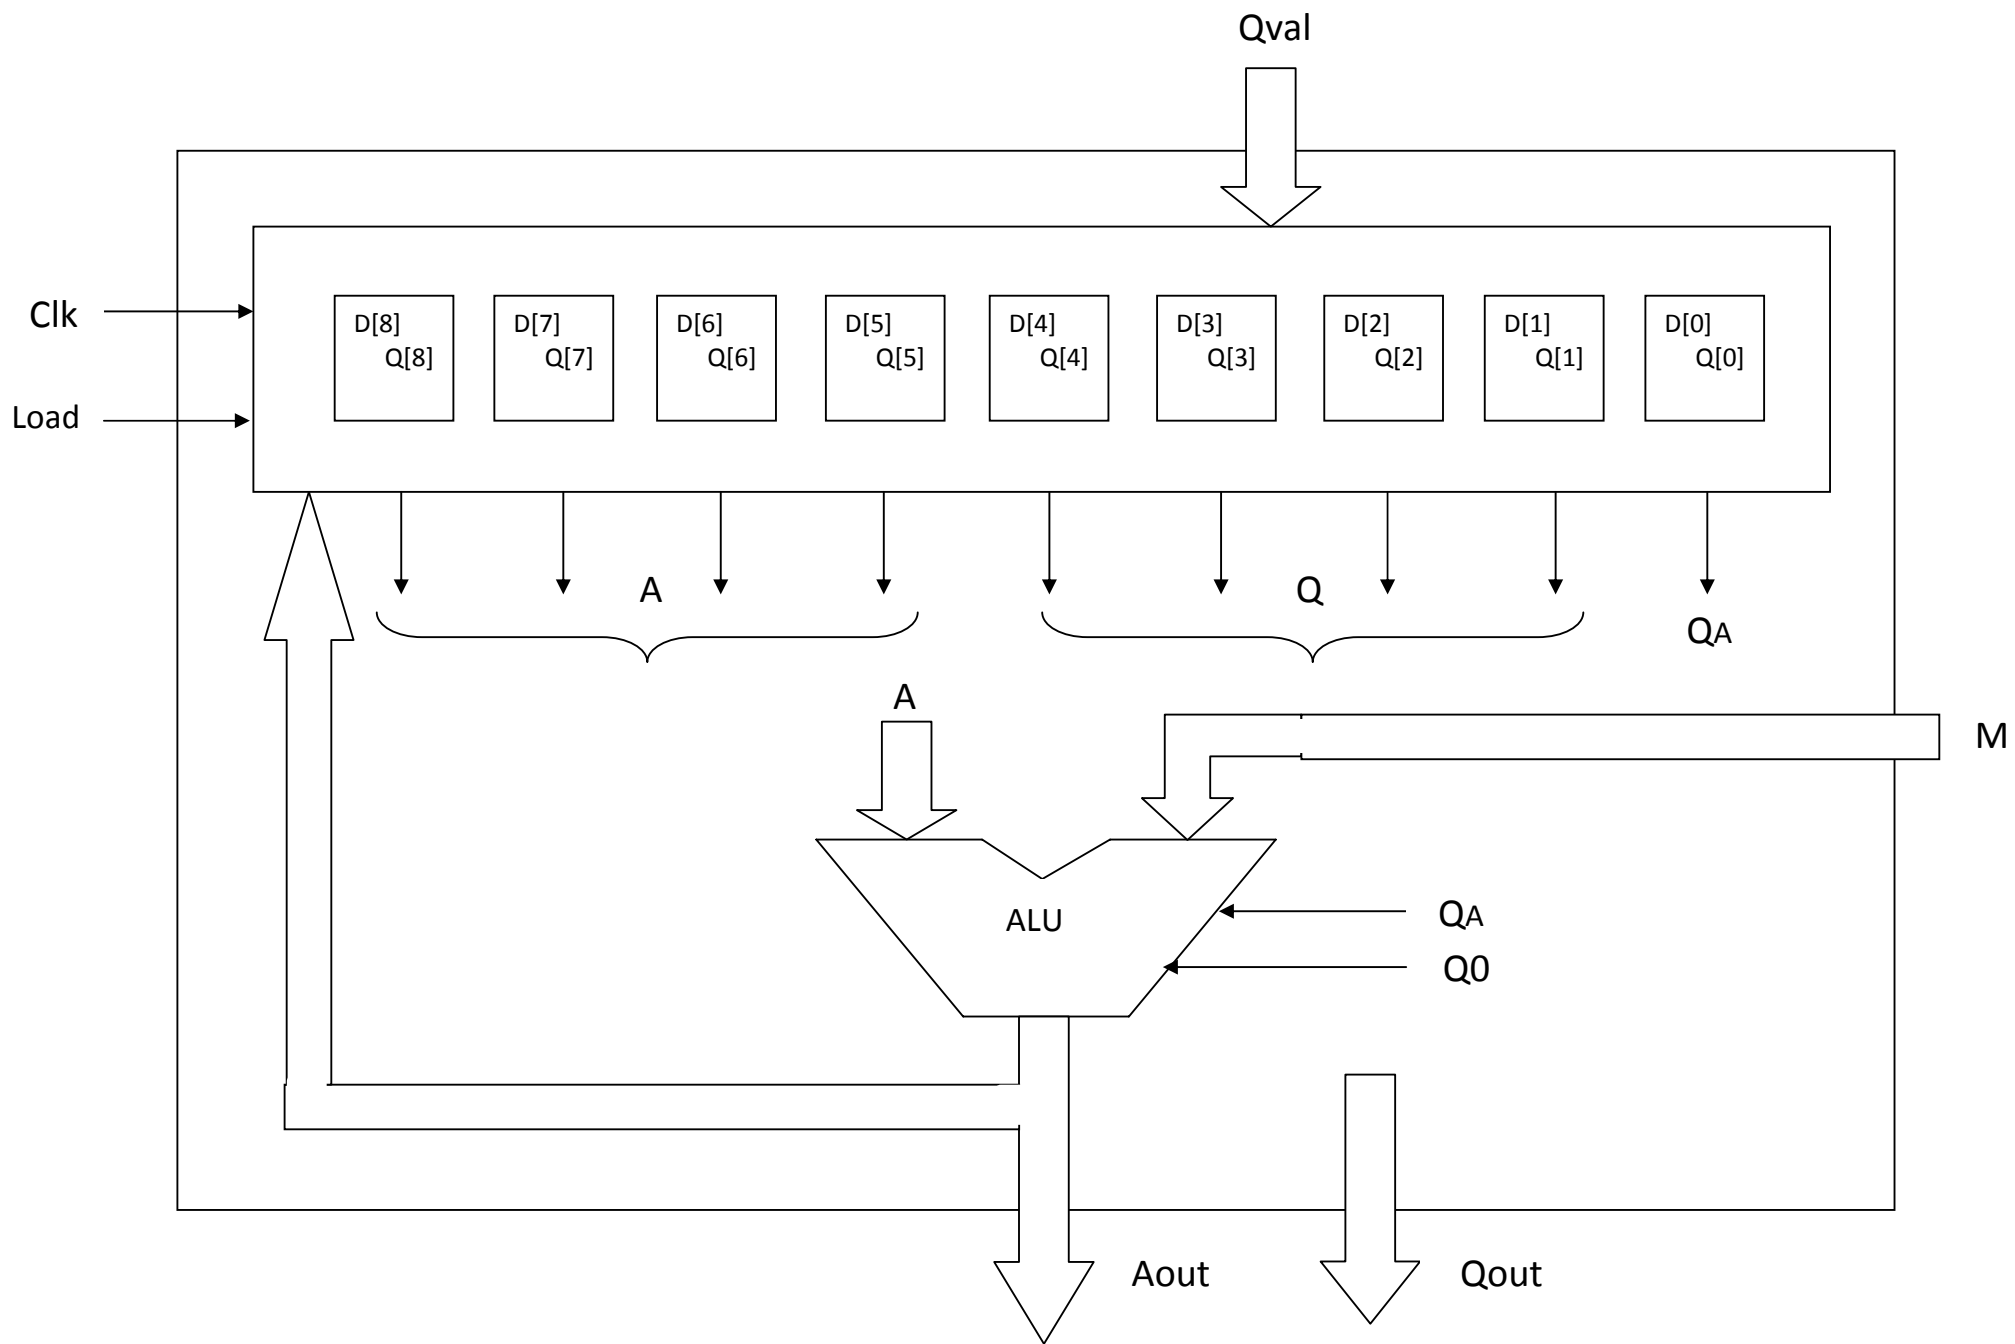 Qval
Clk
Load
D[8] D[7] D[6] D[5] D[4] D[3] D[2] D[1] D[0]
Q[8] Q[7] Q[6] Q[5] Q[4] Q[3] Q[2] Q[1] Q[0]
A Q
QA
A
M
ALU
QA
Q0
Aout Qout